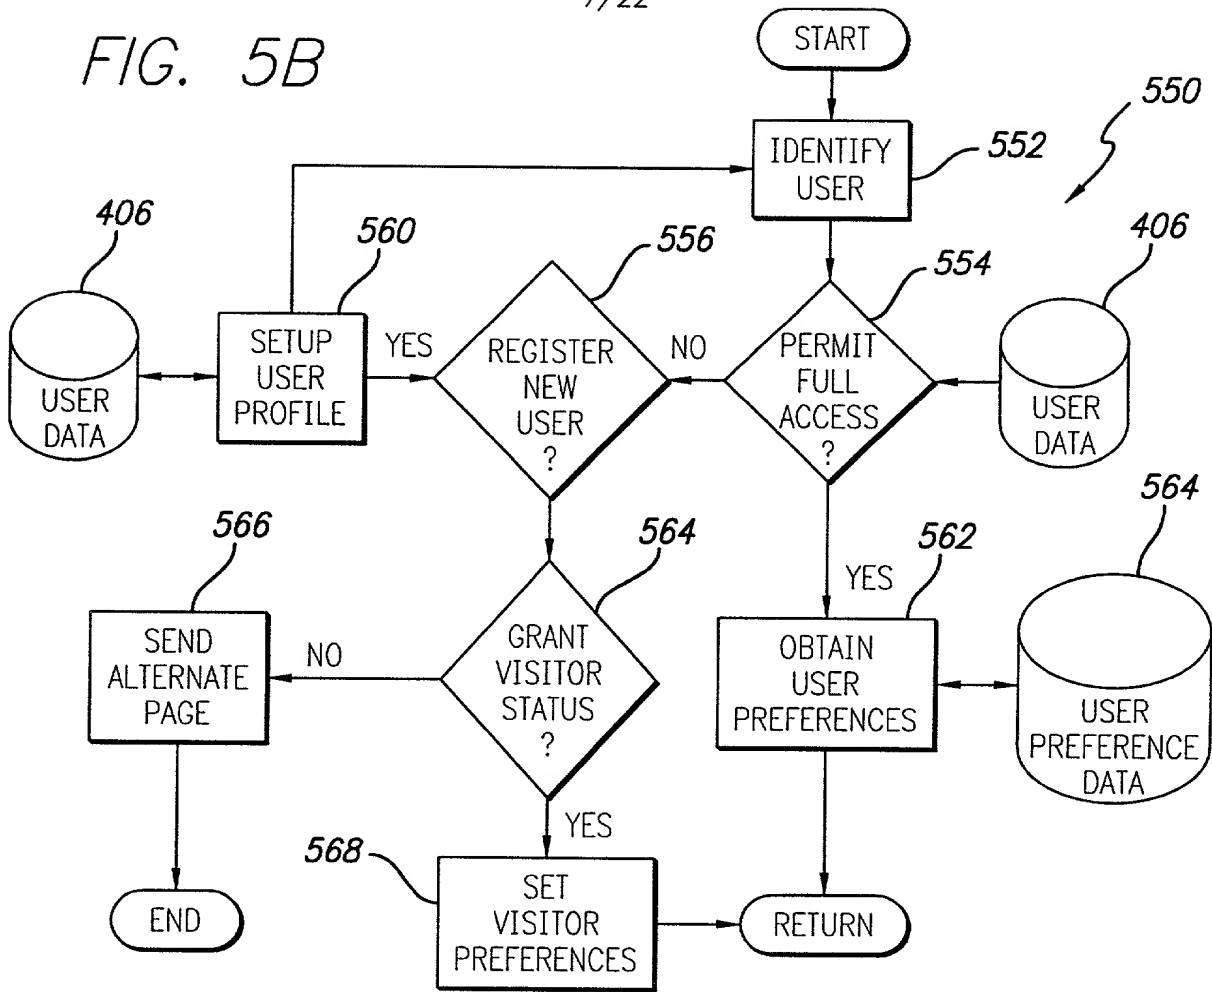 7/22
FIG. 5B
START
550
IDENTIFY
USER
552
406
560
556
554
406
SETUP
USER
PROFILE
YES
REGISTER
NEW
USER
?
NO
PERMIT
FULL
ACCESS
?
USER
DATA
USER
DATA
566
564
562
564
YES
SEND
ALTERNATE
PAGE
NO
GRANT
VISITOR
STATUS
?
OBTAIN
USER
PREFERENCES
USER
PREFERENCE
DATA
YES
568
END
SET
VISITOR
PREFERENCES
RETURN